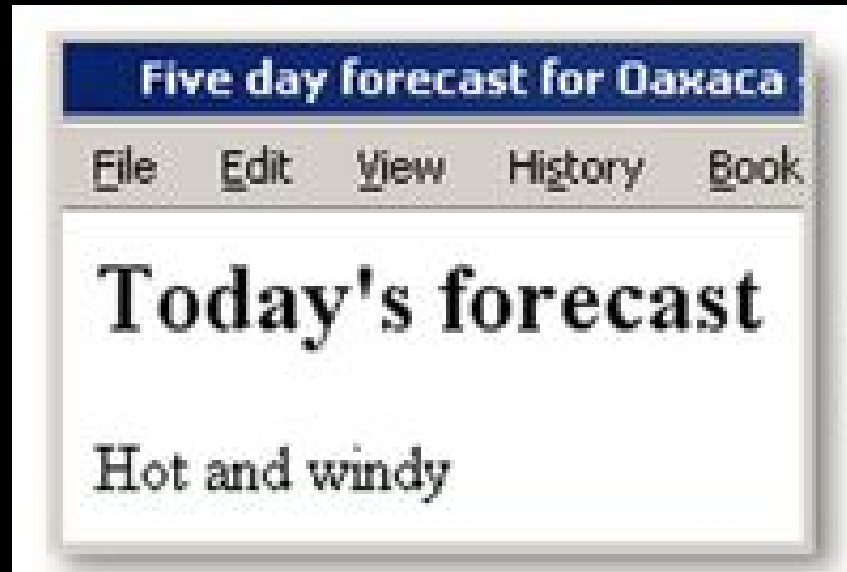 Five day forecast for Oaxaca -
File Edit View History Book
Today's forecast
Hot and windy